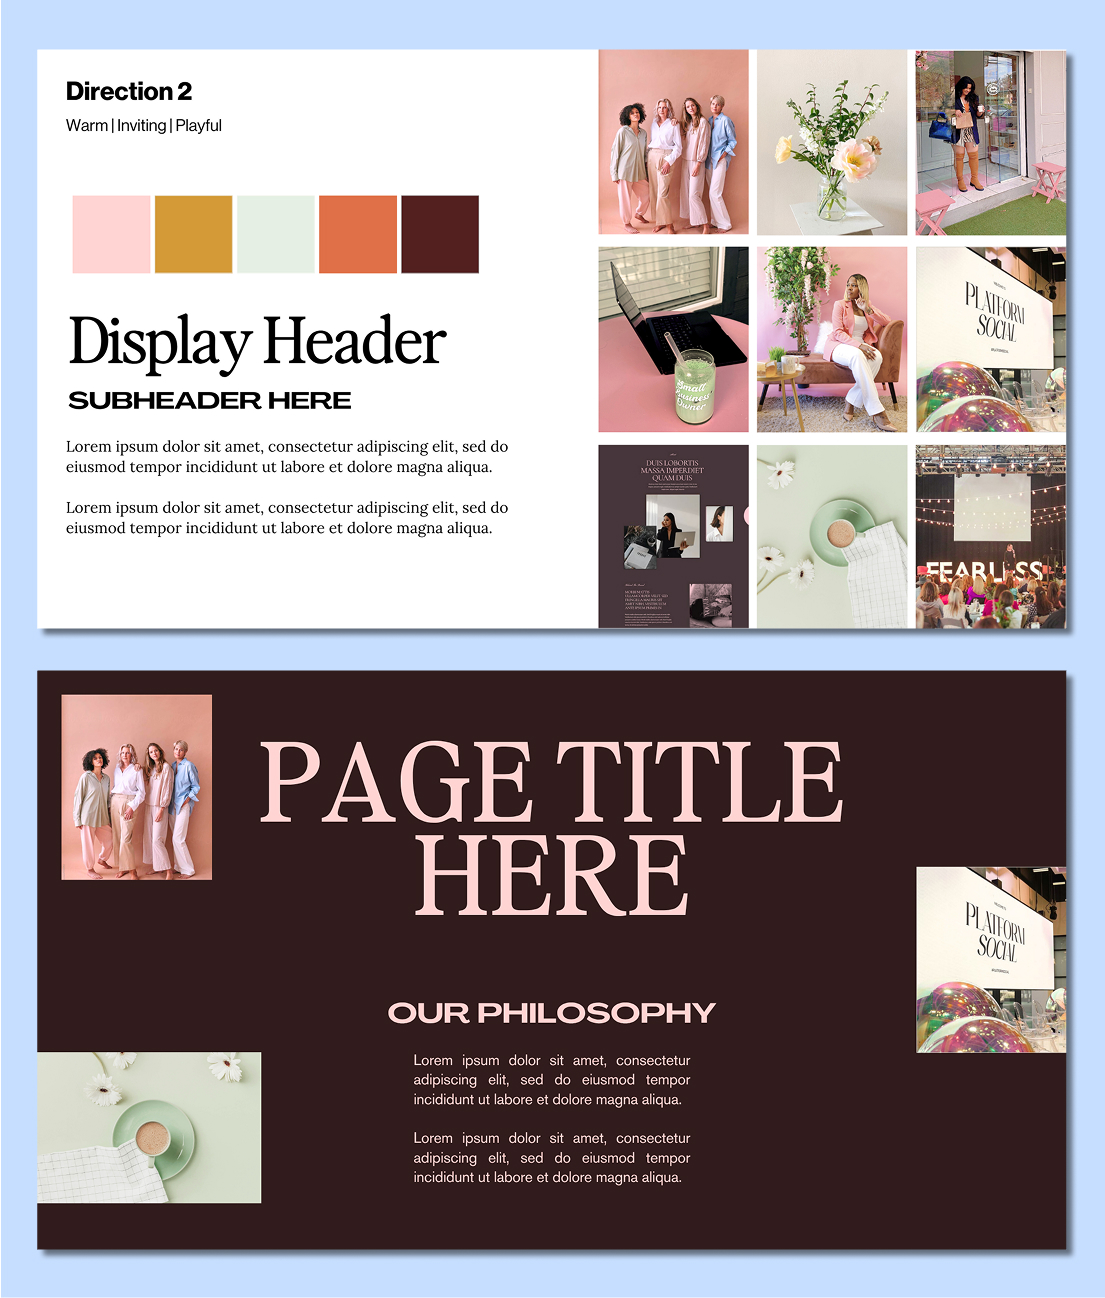 Direction 2
Warm | Inviting | Playful
Display Header
SUBHEADER HERE
Lorem ipsum dolor sit amet, consectetur adipiscing elit, sed do
eiusmod tempor incididunt ut labore et dolore magna aliqua.
Lorem ipsum dolor sit amet, consectetur adipiscing elit, sed do
eiusmod tempor incididunt ut labore et dolore magna aliqua.
PLATFORM
SOCIAL
Small
Business
Owner
DUIS LOBORTIS
MASSA IMPERDIET
QUAM DUIS
FEARLESS
PAGE TITLE
HERE
PLATFORM
SOCIAL
OUR PHILOSOPHY
Lorem ipsum dolor sit amet, consectetur
adipiscing elit, sed do eiusmod tempor
incididunt ut labore et dolore magna aliqua.
Lorem ipsum dolor sit amet, consectetur
adipiscing elit, sed do eiusmod tempor
incididunt ut labore et dolore magna aliqua.